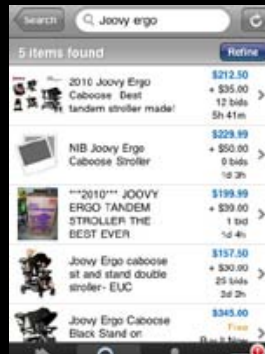 Search
Joovy ergo
5 items found
Refine
2010 Joovy Ergo
Caboose Best
tandem stroller made!
$212.50
+ $35.00
12 bids
5h 41m
NIB Joovy Ergo
Caboose Stroller
$229.99
+ $50.00
0 bids
1d 3h
***2010*** JOOVY
ERGO TANDEM
STROLLER THE
BEST EVER
$199.99
+ $39.00
1 bid
1d 4h
Joovy Ergo caboose
sit and stand double
stroller- EUC
$157.50
+ $30.00
25 bids
2d 2h
Joovy Ergo Caboose
Black Stand on
$345.00
Free
Buy It Now